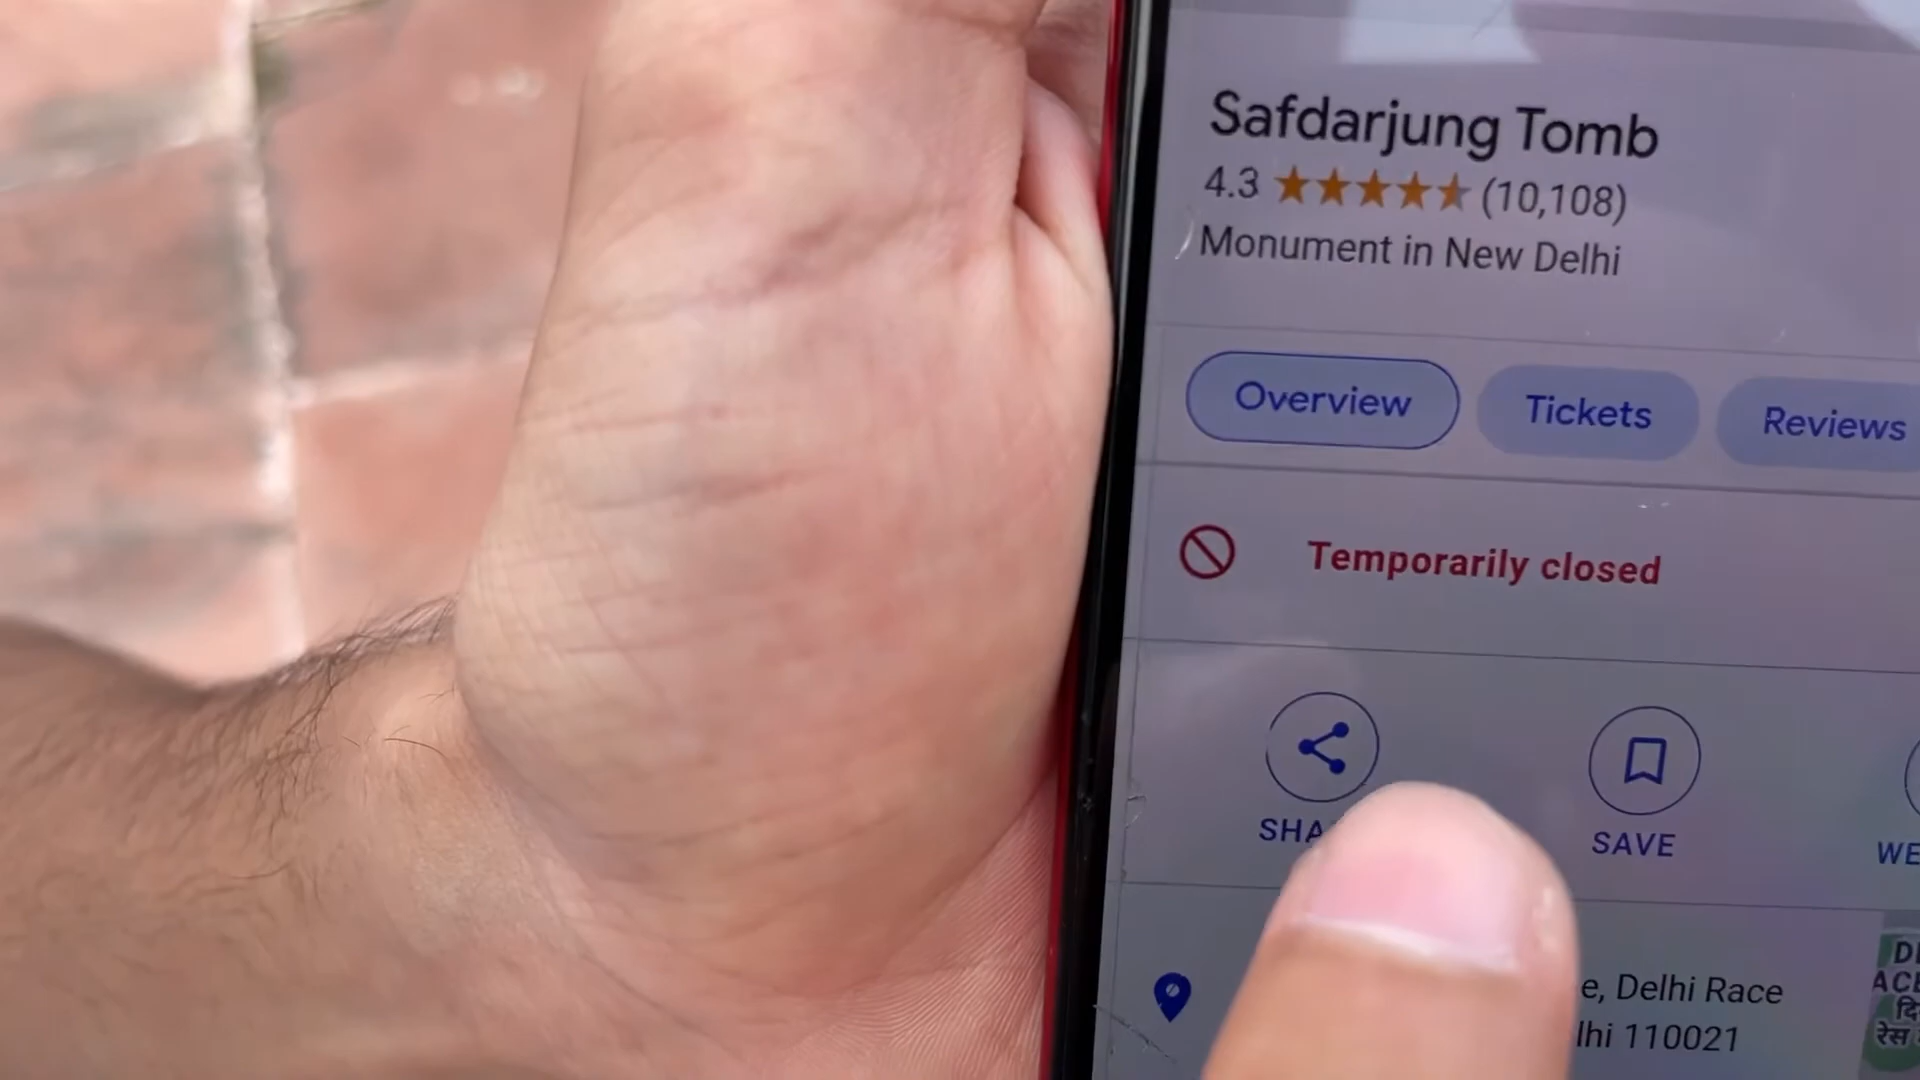 Safdarjung Tomb
4.3 (10,108)
Monument in New Delhi
Overview Tickets Reviews
Temporarily closed
SAVE
Delhi Race
110021
रेस